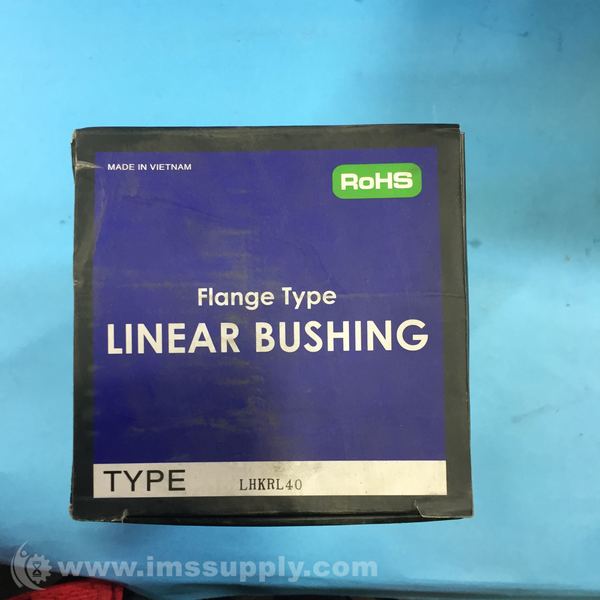 MADE IN VIETNAM
RoHS
Flange Type
LINEAR BUSHING
TYPE LHKRL40
www.imssupply.com